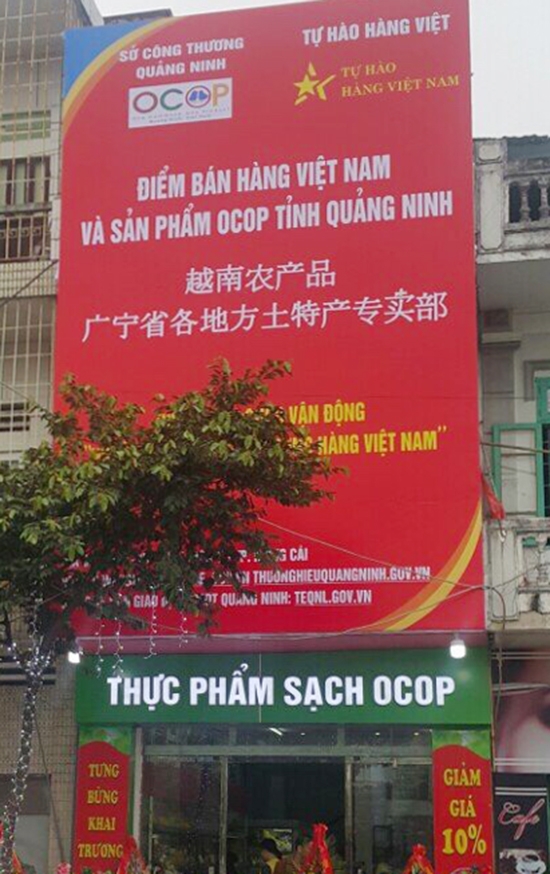 SỞ CÔNG THƯƠNG
QUẢNG NINH
OCOP
TỰ HÀO HÀNG VIỆT
TỰ HÀO
HÀNG VIỆT NAM
ĐIỂM BÁN HÀNG VIỆT NAM
VÀ SẢN PHẨM OCOP TỈNH QUẢNG NINH
越南农产品
广宁省各地方土特产专卖部
VẬN ĐỘNG
HÀNG VIỆT NAM"
CÁI
THUONGHIEUQUANGNINH.GOV.VN
GIAO QUẢNG NINH: TEQNL.GOV.VN
THỰC PHẨM SẠCH OCOP
TƯNG
BỪNG
KHAI
TRƯƠNG
GIẢM
GIÁ
10%
Cafe